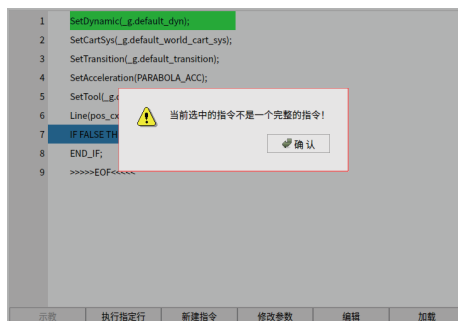 1 SetDynamic(_g.default_dyn);
2 SetCartSys(_g.default_world_cart_sys);
3 SetTransition(_g.default_transition);
4 SetAcceleration(PARABOLA_ACC);
5 SetTool(_g.
6 Line(pos_cx
7 IF FALSE TH
8 END_IF;
9 >>>>>EOF<<<<<
当前选中的指令不是一个完整的指令!
确 认
示教 执行指定行 新建指令 修改参数 编辑 加载